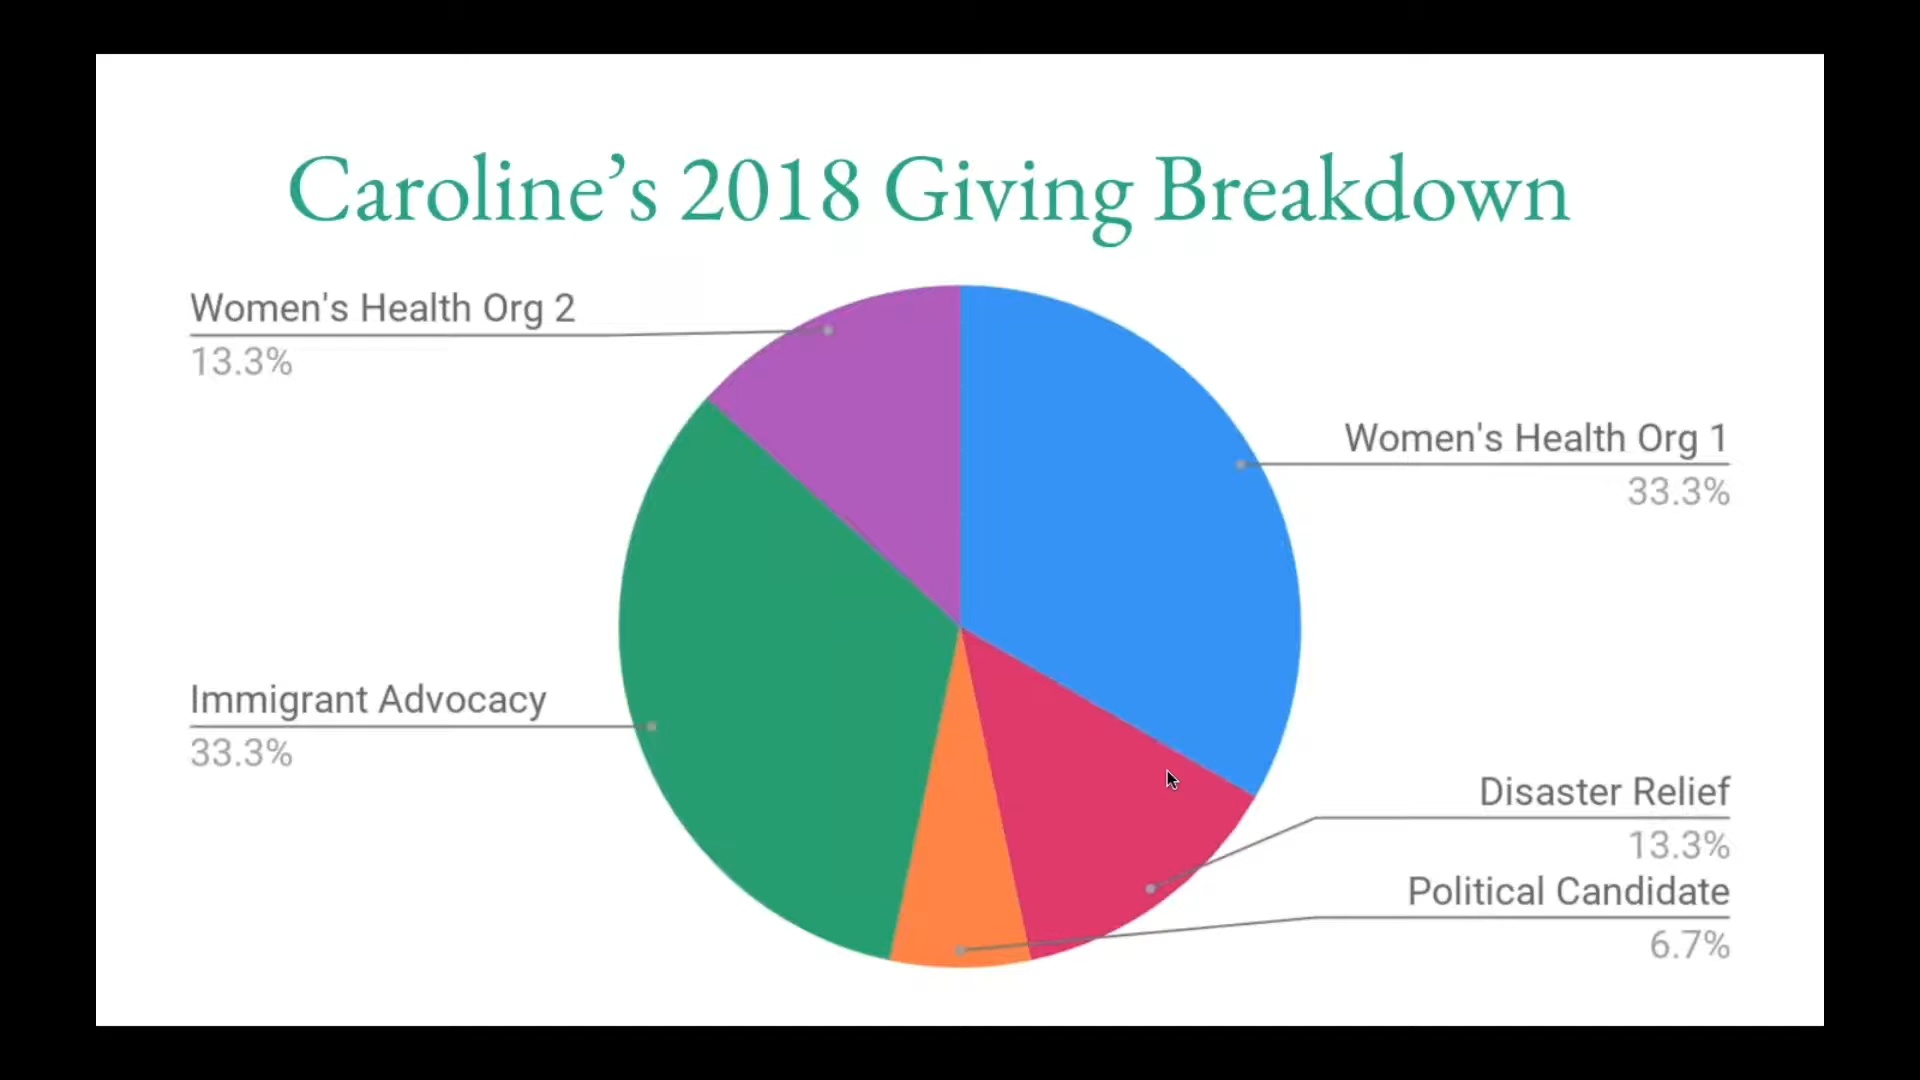 Caroline’s 2018 Giving Breakdown
Women's Health Org 2
13.3%
Women's Health Org 1
33.3%
Immigrant Advocacy
33.3%
Disaster Relief
13.3%
Political Candidate
6.7%